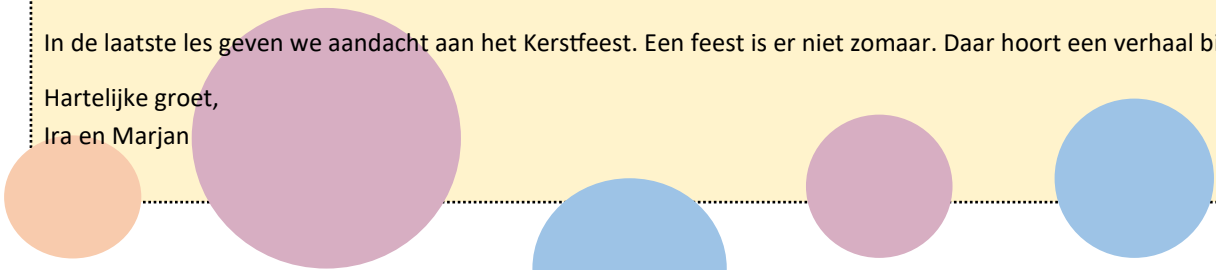 In de laatste les geven we aandacht aan het Kerstfeest. Een feest is er niet zomaar. Daar hoort een verhaal
Hartelijke groet,
Ira en Marjan